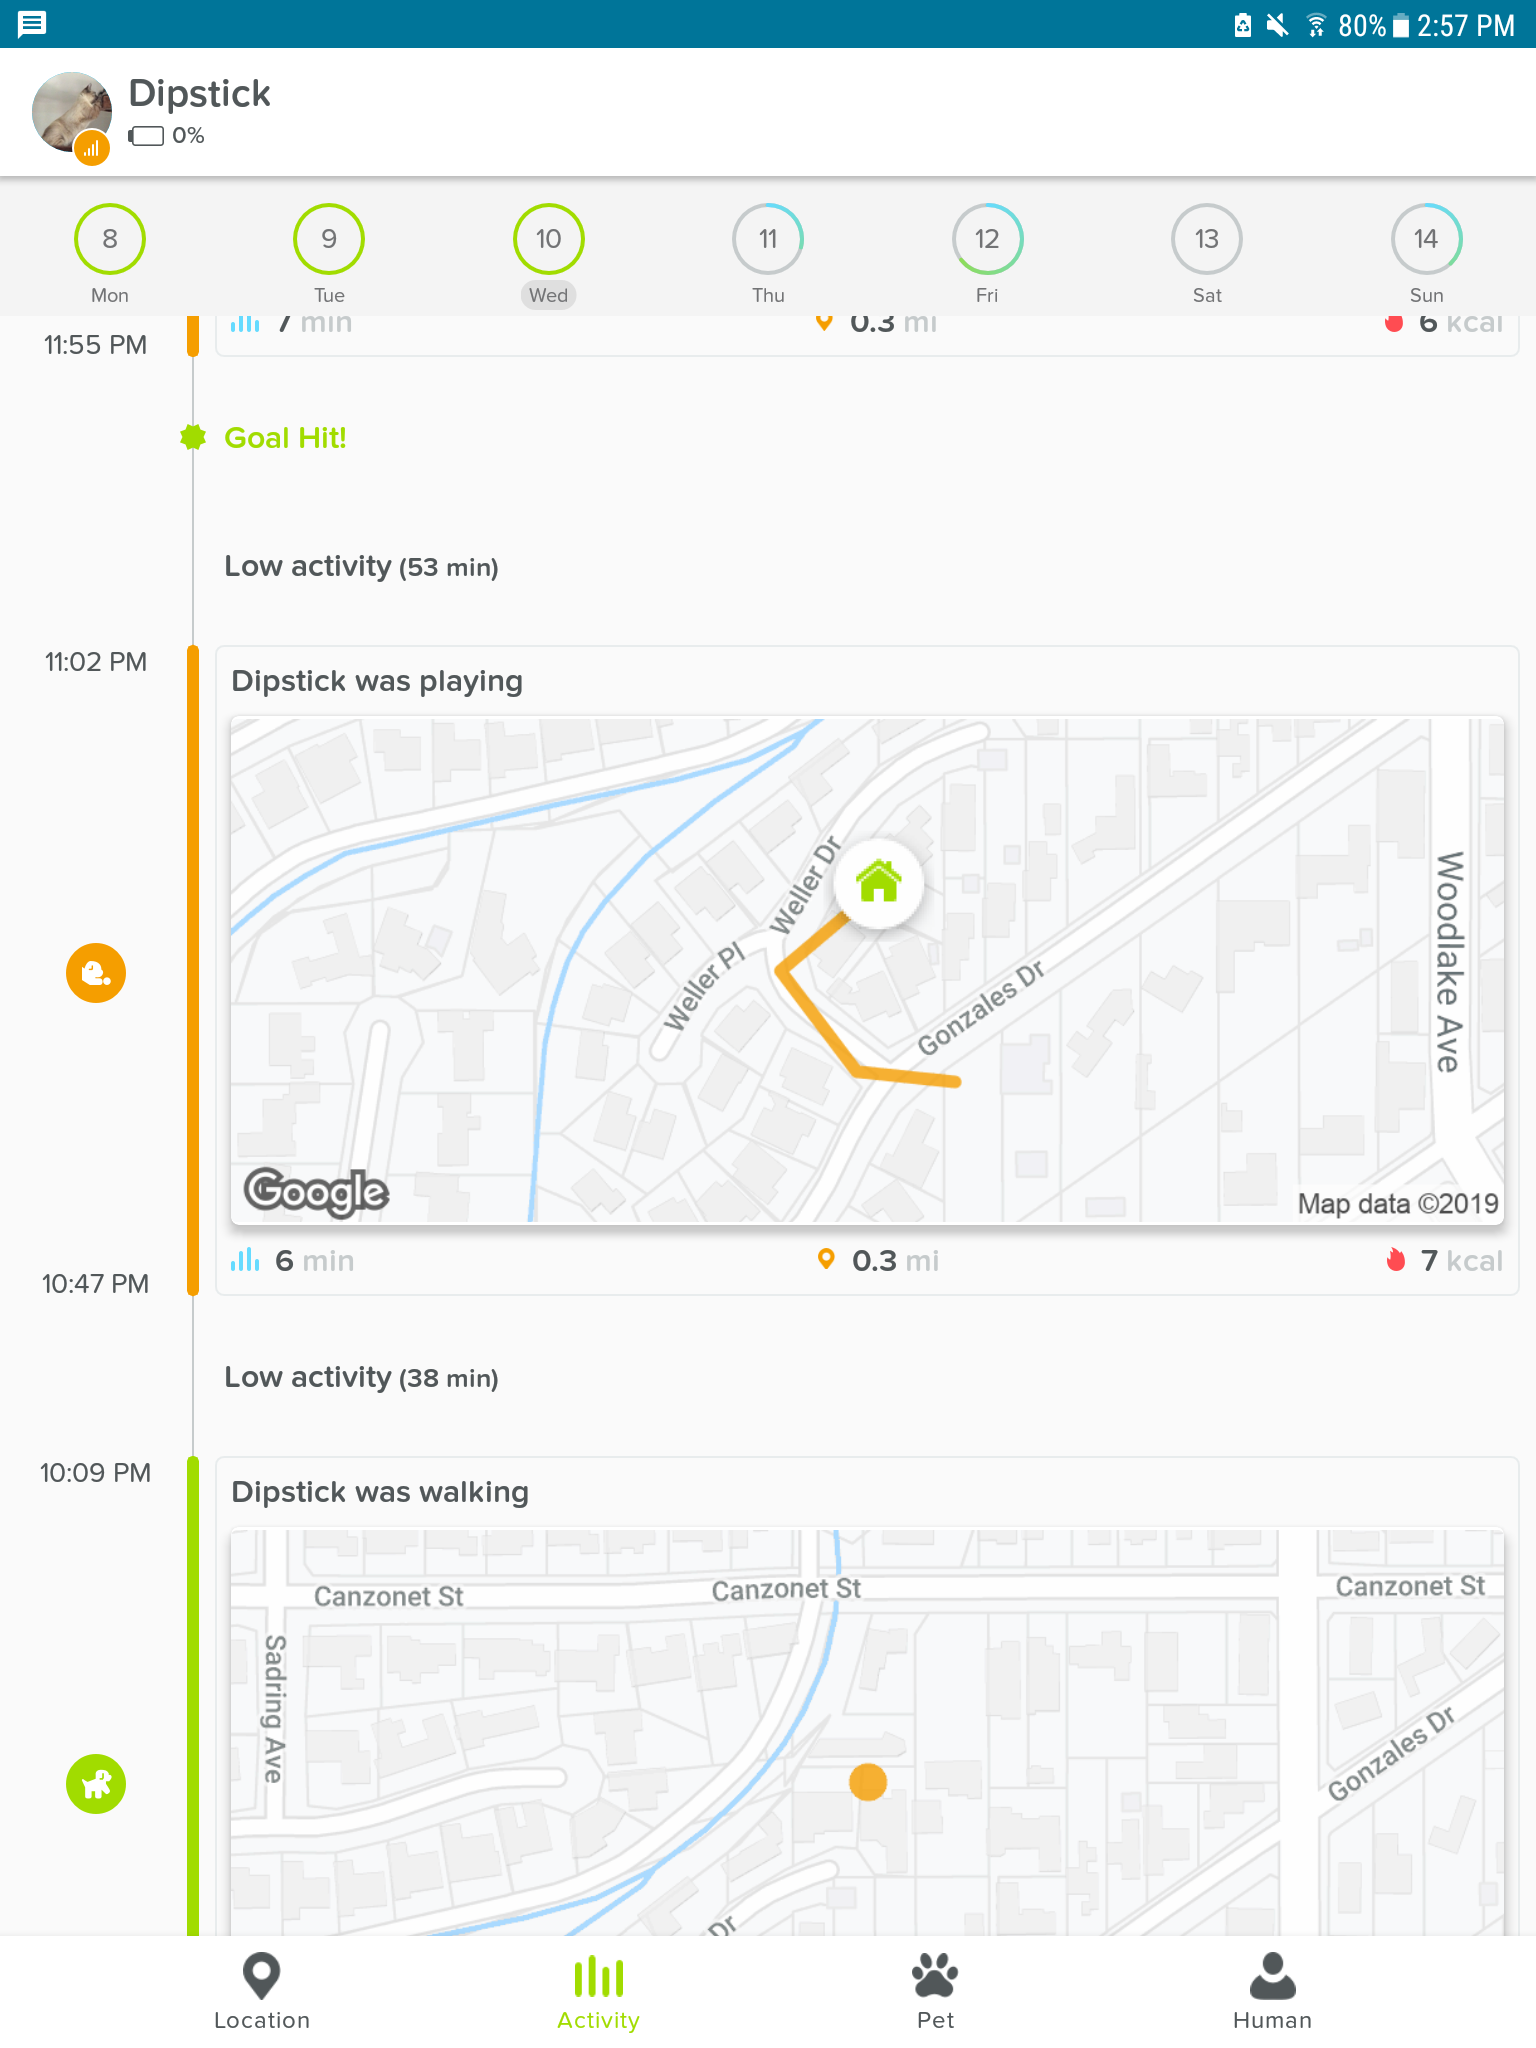 80% 2:57 PM
Dipstick
0%
8 9 10 11 12 13 14
Mon Tue Wed Thu Fri Sat Sun
7 min 0.3 mi 6 kcal
11:55 PM
Goal Hit!
Low activity (53 min)
11:02 PM
Dipstick was playing
Weller Dr
Weller Pl
Gonzales Dr
Woodlake Ave
Google
Map data ©2019
6 min 0.3 mi 7 kcal
10:47 PM
Low activity (38 min)
10:09 PM
Dipstick was walking
Canzonet St
Canzonet St
Canzonet St
Sadring Ave
Gonzales Dr
Dr
Location Activity Pet Human